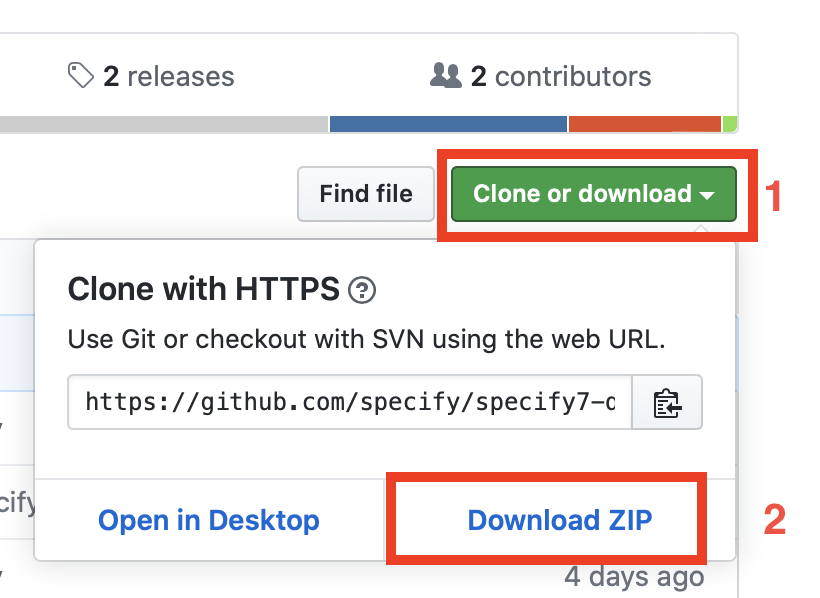 2 releases
2 contributors
Find file
Clone or download
1
Clone with HTTPS
Use Git or checkout with SVN using the web URL.
https://github.com/specify/specify7-d
Open in Desktop
Download ZIP
2
cify
4 days ago